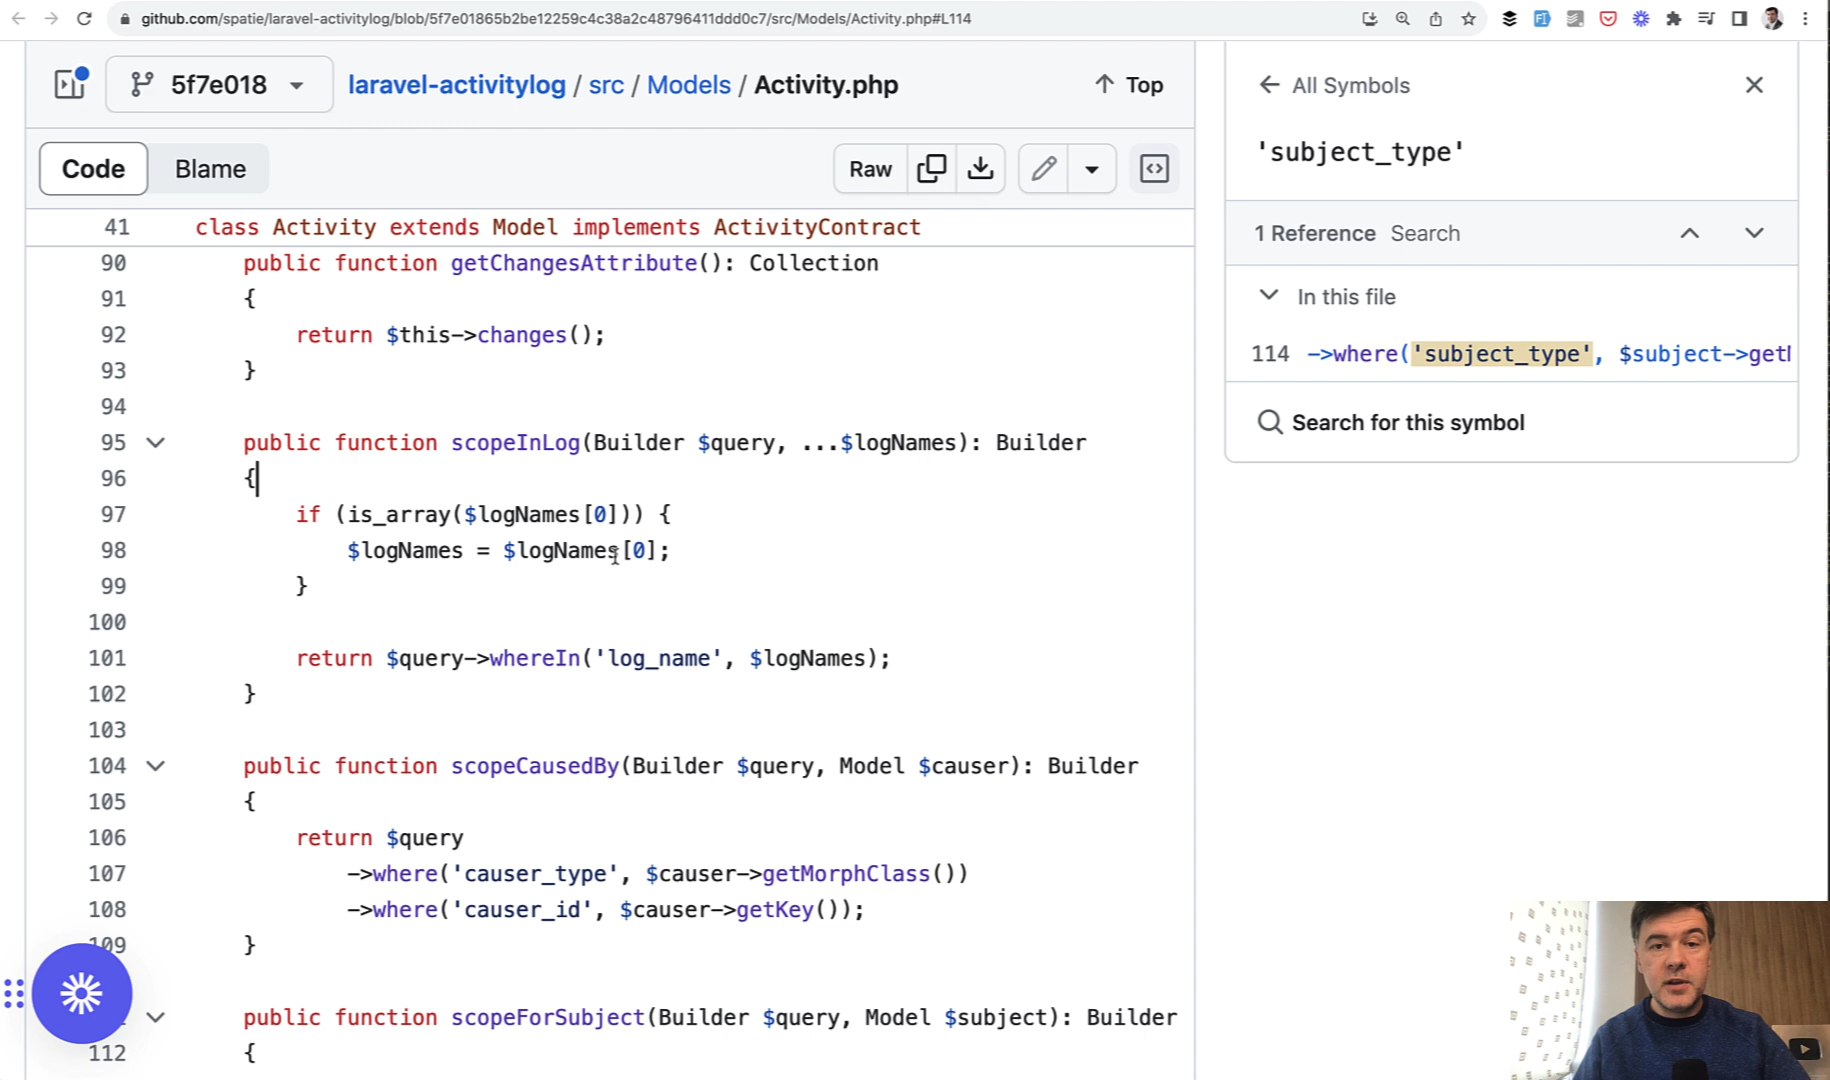 github.com/spatie/laravel-activitylog/blob/5f7e01865b2be12259c4c38a2c48796411ddd0c7/src/Models/Activity.php#L114
5f7e018
laravel-activitylog / src / Models / Activity.php
Top
Code
Blame
Raw
41 class Activity extends Model implements ActivityContract
90 public function getChangesAttribute(): Collection
91 {
92 return $this->changes();
93 }
94
95 public function scopeInLog(Builder $query, ...$logNames): Builder
96 {
97 if (is_array($logNames[0])) {
98 $logNames = $logNames[0];
99 }
100
101 return $query->whereIn('log_name', $logNames);
102 }
103
104 public function scopeCausedBy(Builder $query, Model $causer): Builder
105 {
106 return $query
107 ->where('causer_type', $causer->getMorphClass())
108 ->where('causer_id', $causer->getKey());
109 }
public function scopeForSubject(Builder $query, Model $subject): Builder
112 {
All Symbols
'subject_type'
1 Reference Search
In this file
114 ->where('subject_type', $subject->getM
Search for this symbol